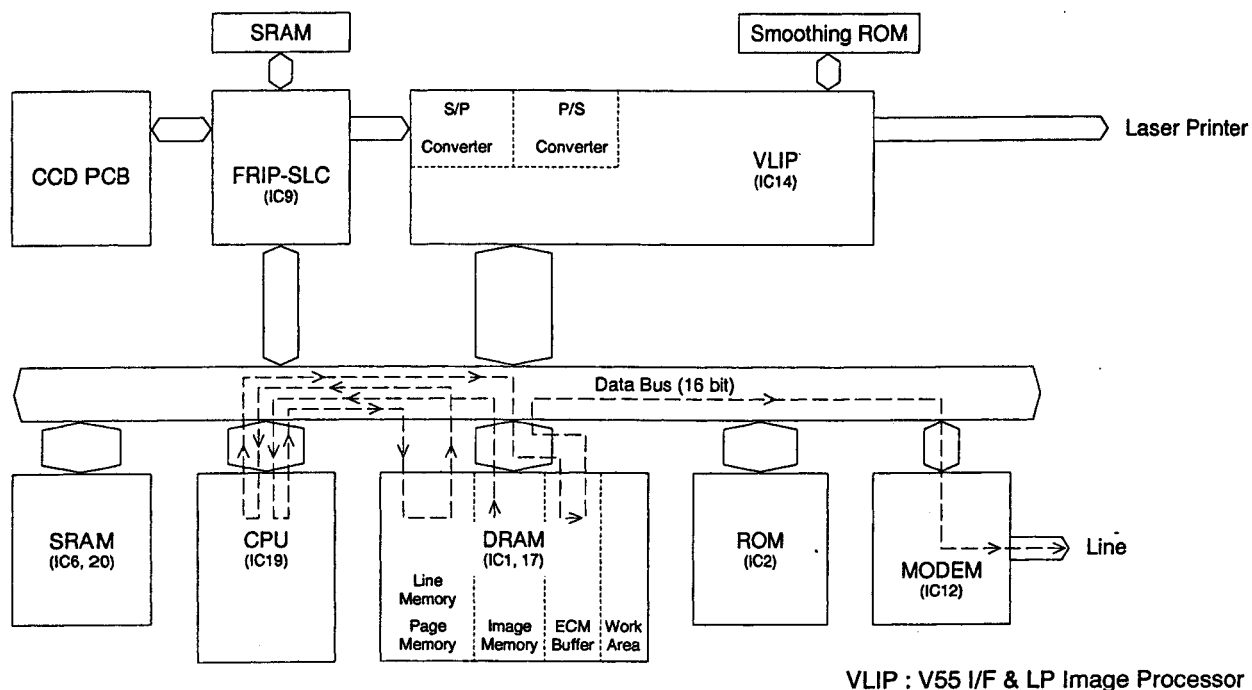 SRAM
Smoothing ROM
CCD PCB
FRIP-SLC
(IC9)
S/P
Converter
P/S
Converter
VLIP
(IC14)
Laser Printer
Data Bus (16 bit)
SRAM
(IC6, 20)
CPU
(IC19)
DRAM
(IC1, 17)
Line
Memory
Page
Memory
Image
Memory
ECM
Buffer
Work
Area
ROM
(IC2)
MODEM
(IC12)
Line
VLIP : V55 I/F & LP Image Processor